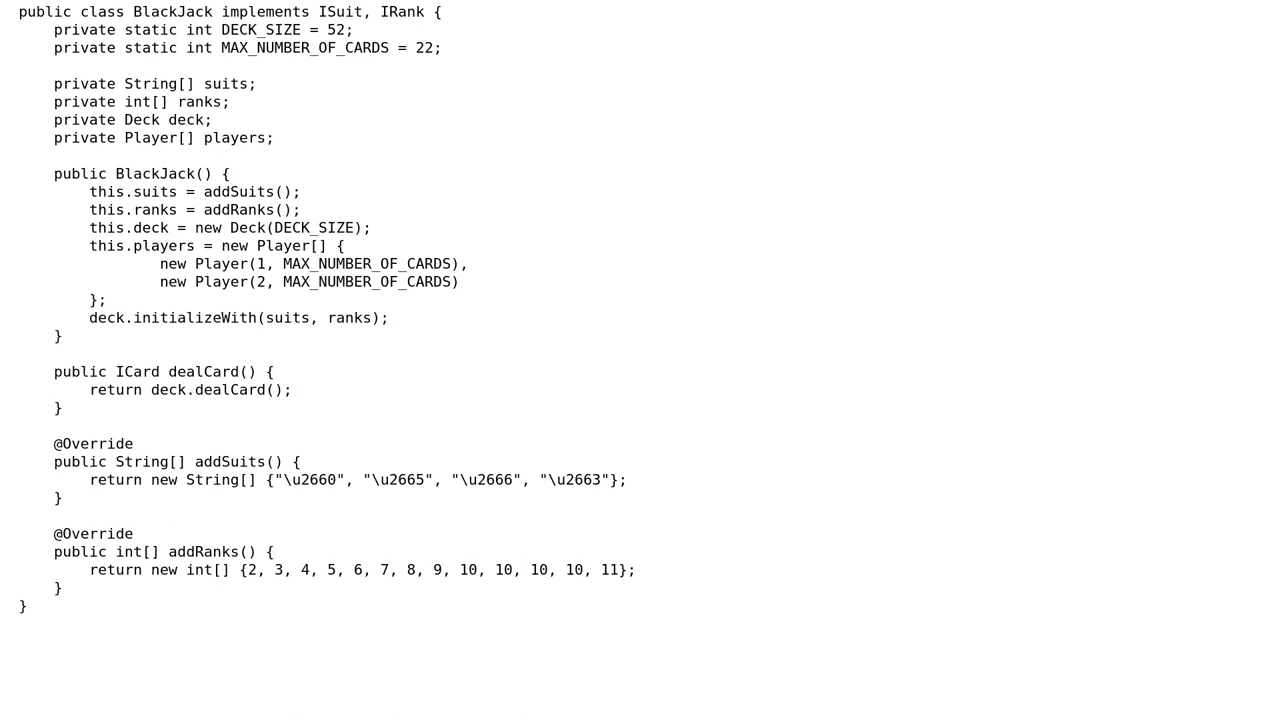 public class BlackJack implements ISuit, IRank {
    private static int DECK_SIZE = 52;
    private static int MAX_NUMBER_OF_CARDS = 22;

    private String[] suits;
    private int[] ranks;
    private Deck deck;
    private Player[] players;

    public BlackJack() {
        this.suits = addSuits();
        this.ranks = addRanks();
        this.deck = new Deck(DECK_SIZE);
        this.players = new Player[] {
                new Player(1, MAX_NUMBER_OF_CARDS),
                new Player(2, MAX_NUMBER_OF_CARDS)
        };
        deck.initializeWith(suits, ranks);
    }

    public ICard dealCard() {
        return deck.dealCard();
    }

    @Override
    public String[] addSuits() {
        return new String[] {"\u2660", "\u2665", "\u2666", "\u2663"};
    }

    @Override
    public int[] addRanks() {
        return new int[] {2, 3, 4, 5, 6, 7, 8, 9, 10, 10, 10, 10, 11};
    }
}